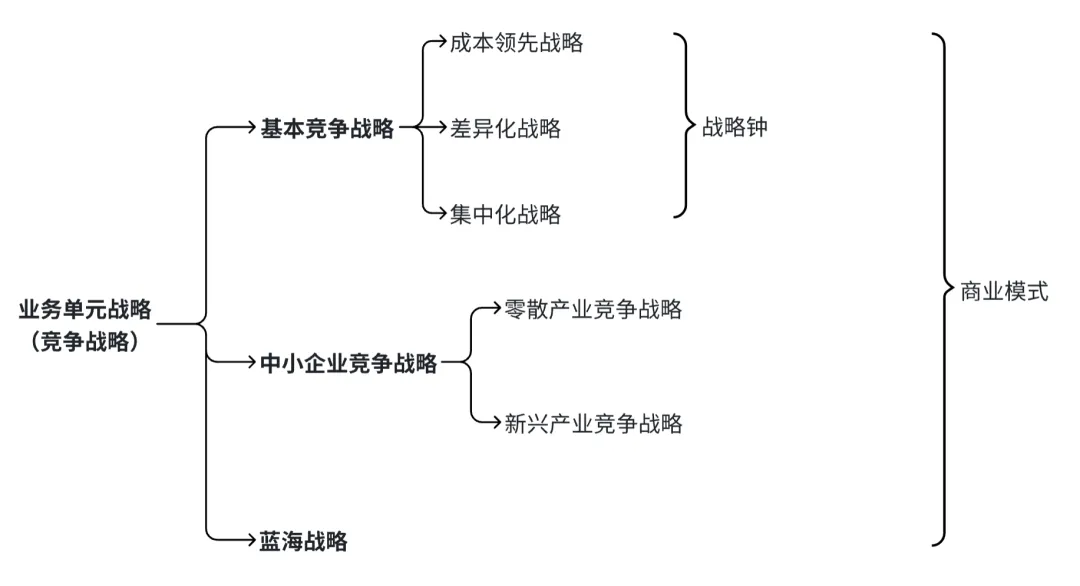 成本领先战略
基本竞争战略
差异化战略
战略钟
集中化战略
业务单元战略
（竞争战略）
商业模式
零散产业竞争战略
中小企业竞争战略
新兴产业竞争战略
蓝海战略